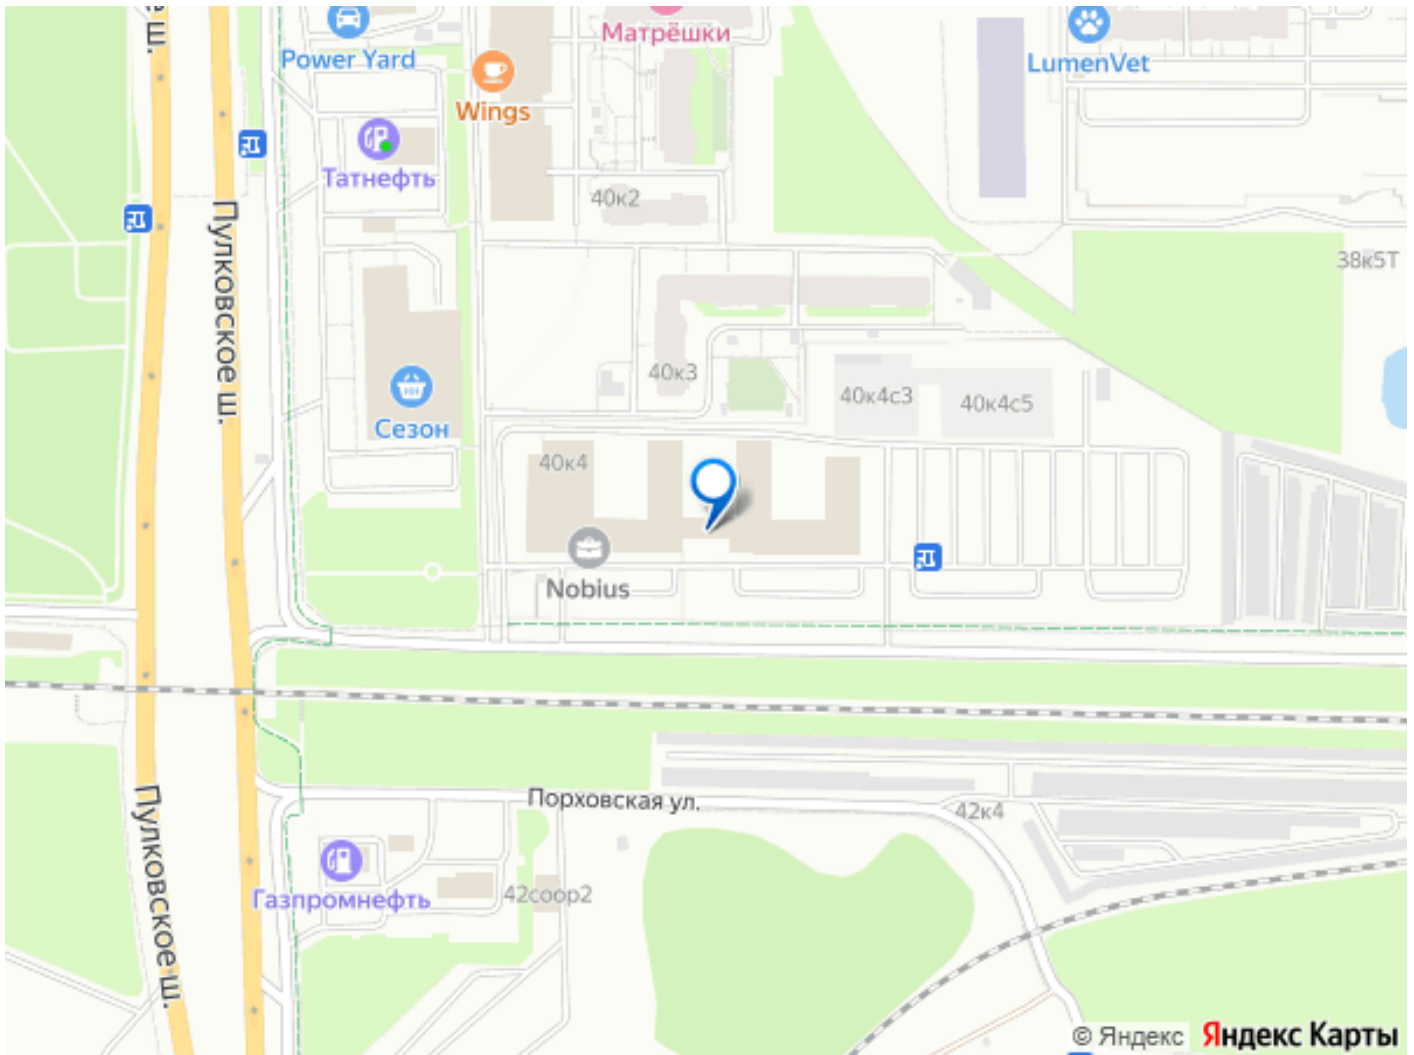 ш.
Матрёшки
Power Yard
LumenVet
Wings
Татнефть
40к2
Пулковское ш.
38к5Т
40к3
40к4с3
40к4с5
Сезон
40к4
Nobius
Порховская ул.
42к4
Пулковское ш.
Газпромнефть
42соор2
© Яндекс Яндекс Карты